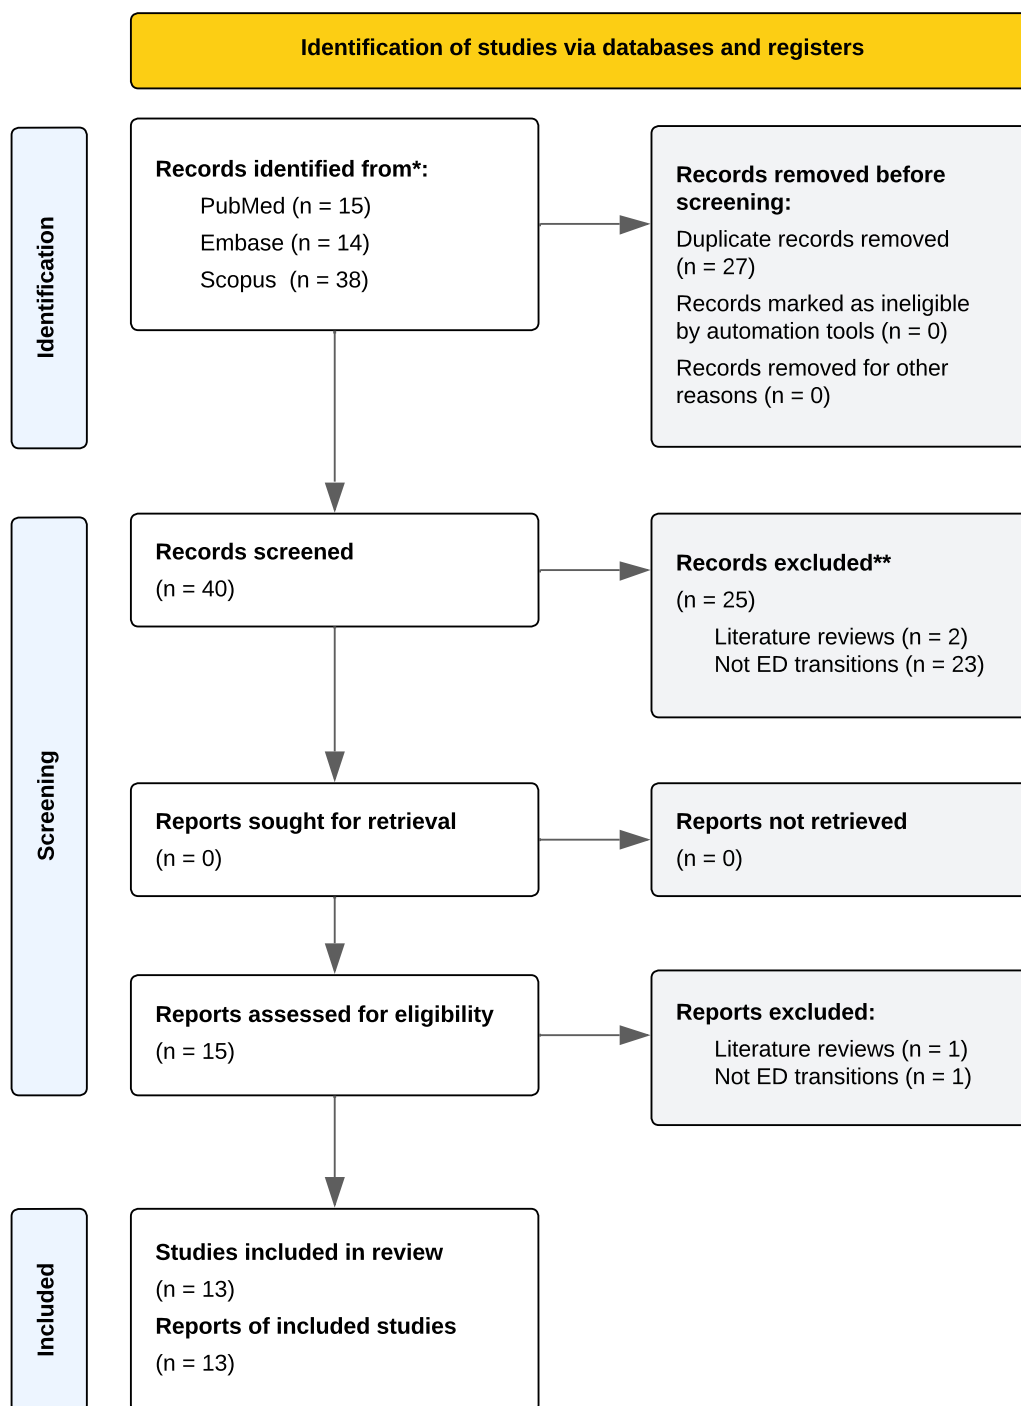 Identification of studies via databases and registers
Identification
Records identified from*:
PubMed (n = 15)
Embase (n = 14)
Scopus  (n = 38)
Records removed before
screening:
Duplicate records removed
(n = 27)
Records marked as ineligible
by automation tools (n = 0)
Records removed for other
reasons (n = 0)
Screening
Records screened
(n = 40)
Records excluded**
(n = 25)
Literature reviews (n = 2)
Not ED transitions (n = 23)
Reports sought for retrieval
(n = 0)
Reports not retrieved
(n = 0)
Reports assessed for eligibility
(n = 15)
Reports excluded:
Literature reviews (n = 1)
Not ED transitions (n = 1)
Included
Studies included in review
(n = 13)
Reports of included studies
(n = 13)